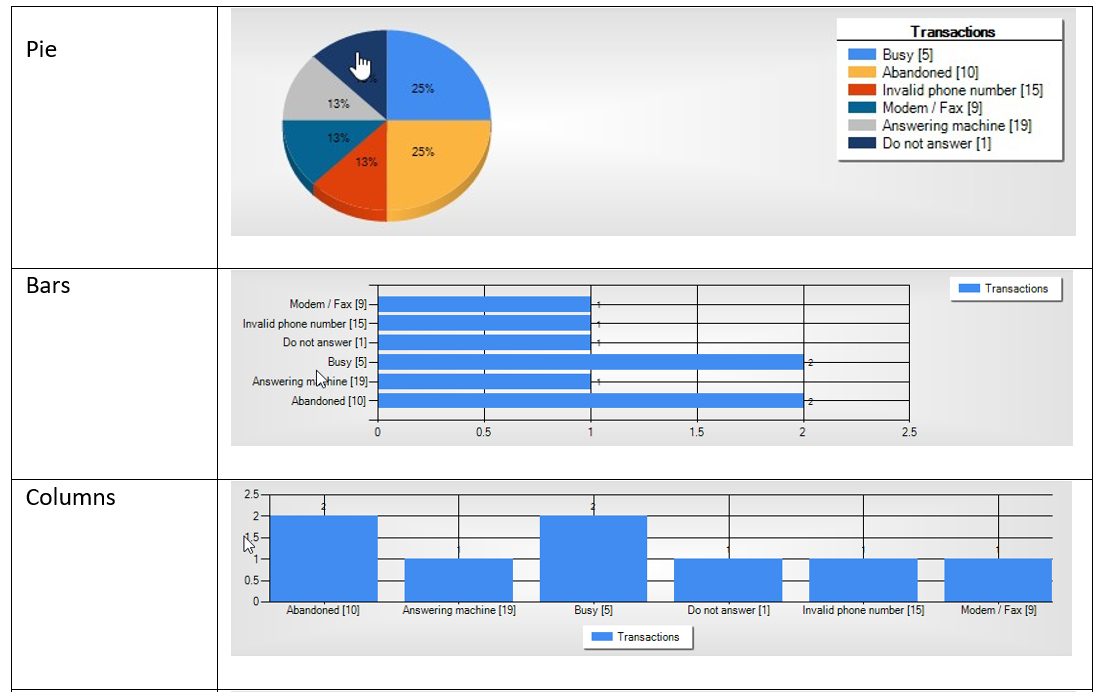 Pie
25%
13%
13%
13%
25%
Transactions
Busy [5]
Abandoned [10]
Invalid phone number [15]
Modem / Fax [9]
Answering machine [19]
Do not answer [1]
Bars
Modem / Fax [9]
Invalid phone number [15]
Do not answer [1]
Busy [5]
Answering machine [19]
Abandoned [10]
1
1
1
2
1
2
0 0.5 1 1.5 2 2.5
Transactions
Columns
2.5
2
1.5
1
0.5
0
2 1 2 1 1 1
Abandoned [10] Answering machine [19] Busy [5] Do not answer [1] Invalid phone number [15] Modem / Fax [9]
Transactions